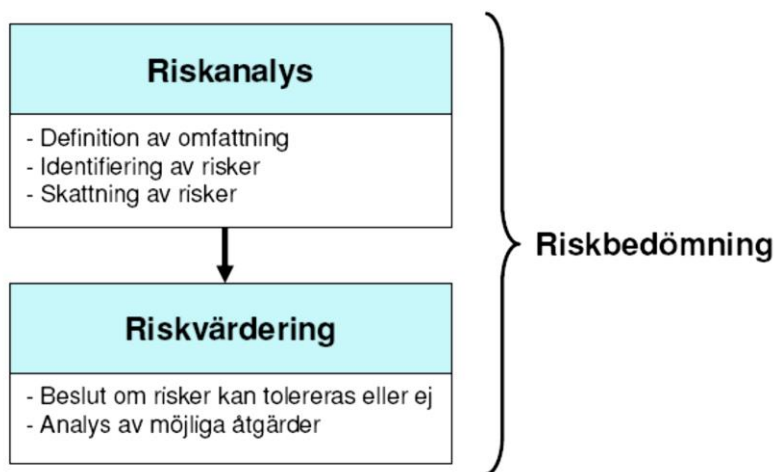 Riskanalys
- Definition av omfattning
- Identifiering av risker
- Skattning av risker
Riskbedömning
Riskvärdering
- Beslut om risker kan tolereras eller ej
- Analys av möjliga åtgärder